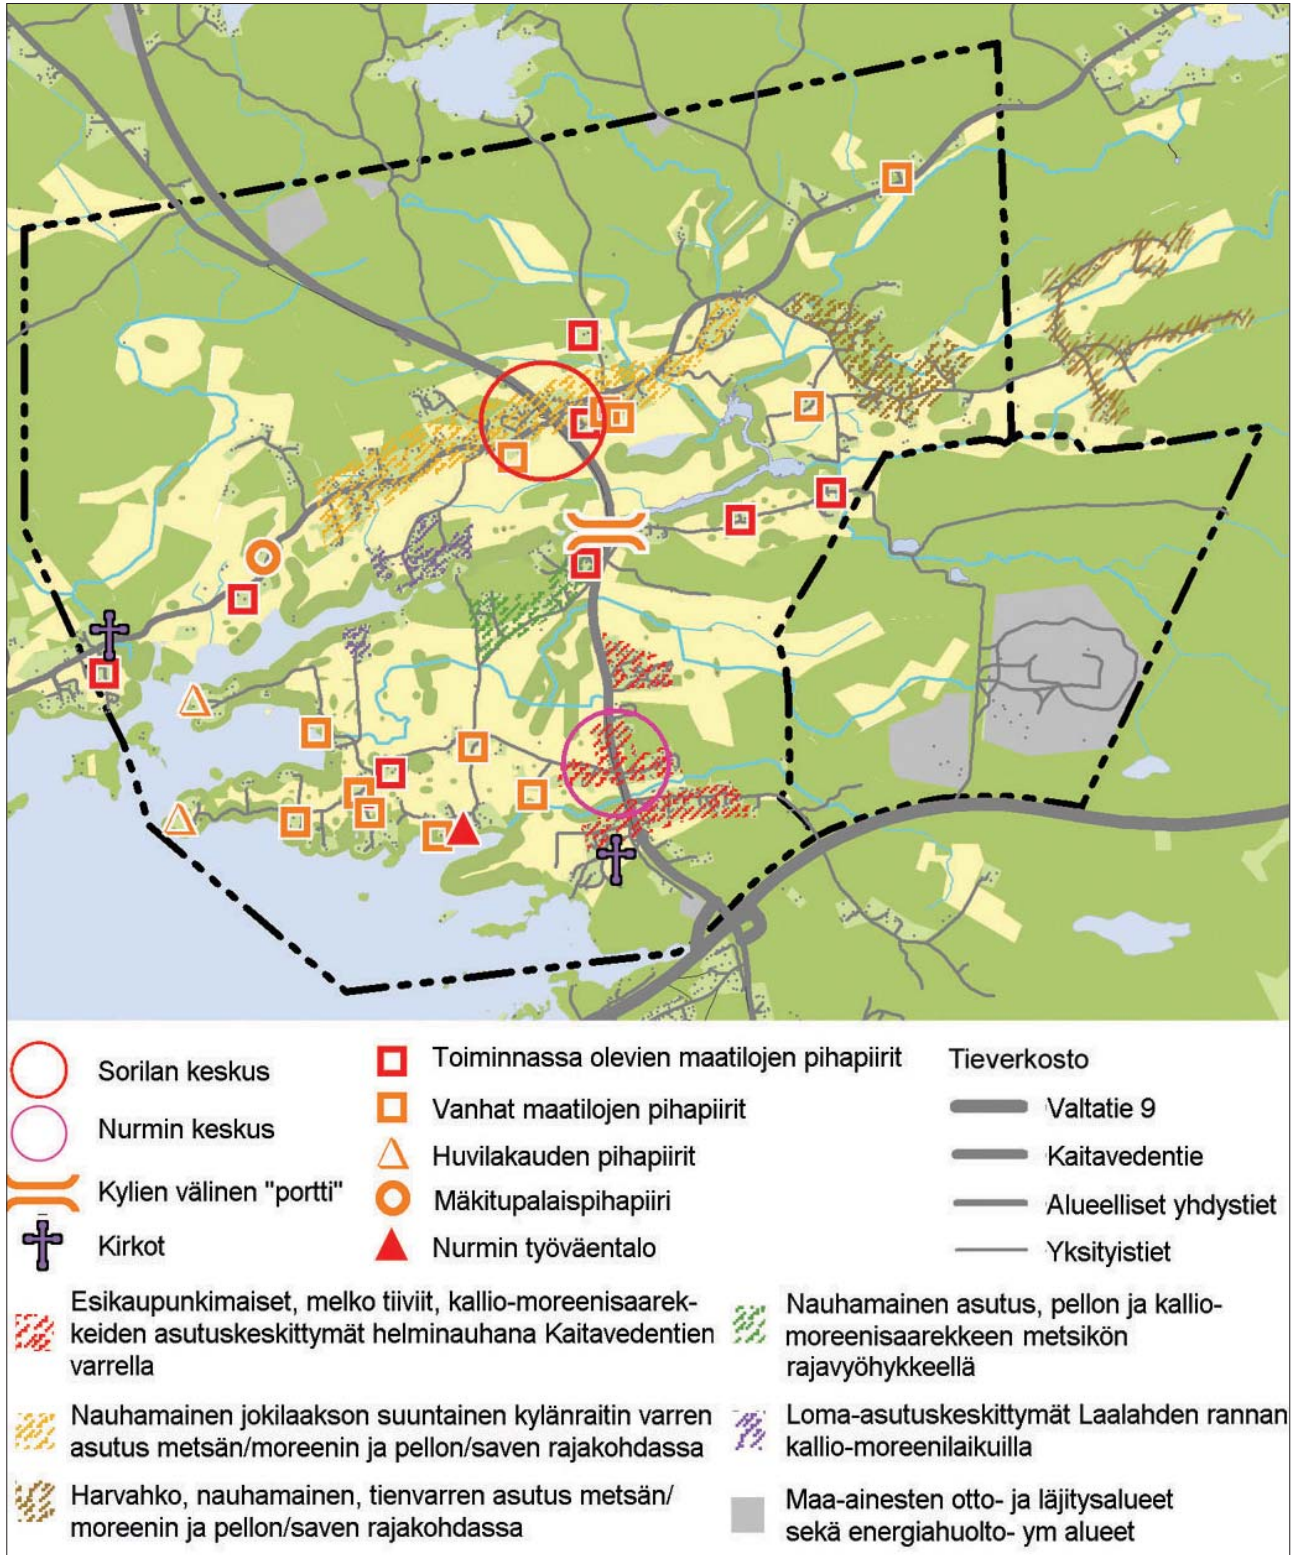 Sorilan keskus
Nurmin keskus
Kylien välinen "portti"
Kirkot
Toiminnassa olevien maatilojen pihapiirit
Vanhat maatilojen pihapiirit
Huvilakauden pihapiirit
Mäkitupalaispihapiiri
Nurmin työväentalo
Tieverkosto
Valtatie 9
Kaitavedentie
Alueelliset yhdystiet
Yksityistiet
Esikaupunkimaiset, melko tiiviit, kallio-moreenisaarek-
keiden asutuskeskittymät helminauhana Kaitavedentien
varrella
Nauhamainen jokilaakson suuntainen kylänraitin varren
asutus metsän/moreenin ja pellon/saven rajakohdassa
Harvahko, nauhamainen, tienvarren asutus metsän/
moreenin ja pellon/saven rajakohdassa
Nauhamainen asutus, pellon ja kallio-
moreenisaarekkeen metsikön
rajavyöhykkeellä
Loma-asutuskeskittymät Laalahden rannan
kallio-moreenilaikuilla
Maa-ainesten otto- ja läjitysalueet
sekä energiahuolto- ym alueet